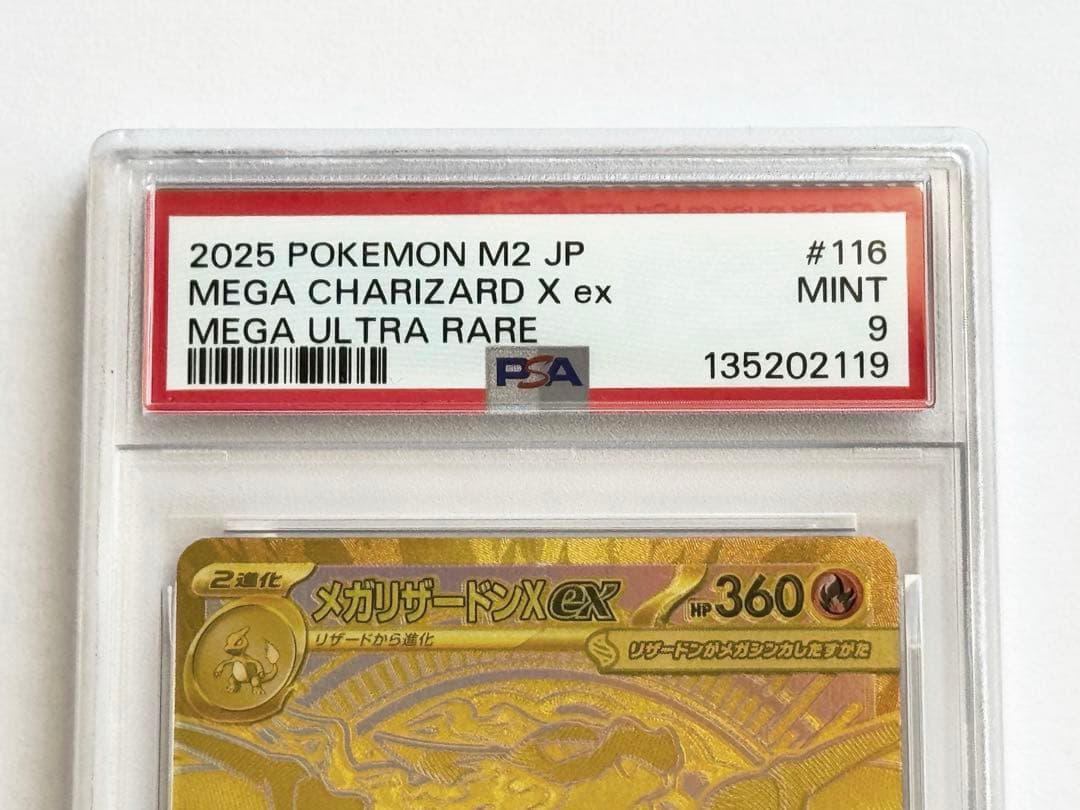 2025 POKEMON M2 JP #116
MEGA CHARIZARD X ex MINT
MEGA ULTRA RARE 9
PSA 135202119
2進化
メガリザードンXex HP360
リザードから進化
リザードンがメガシンカしたすがた